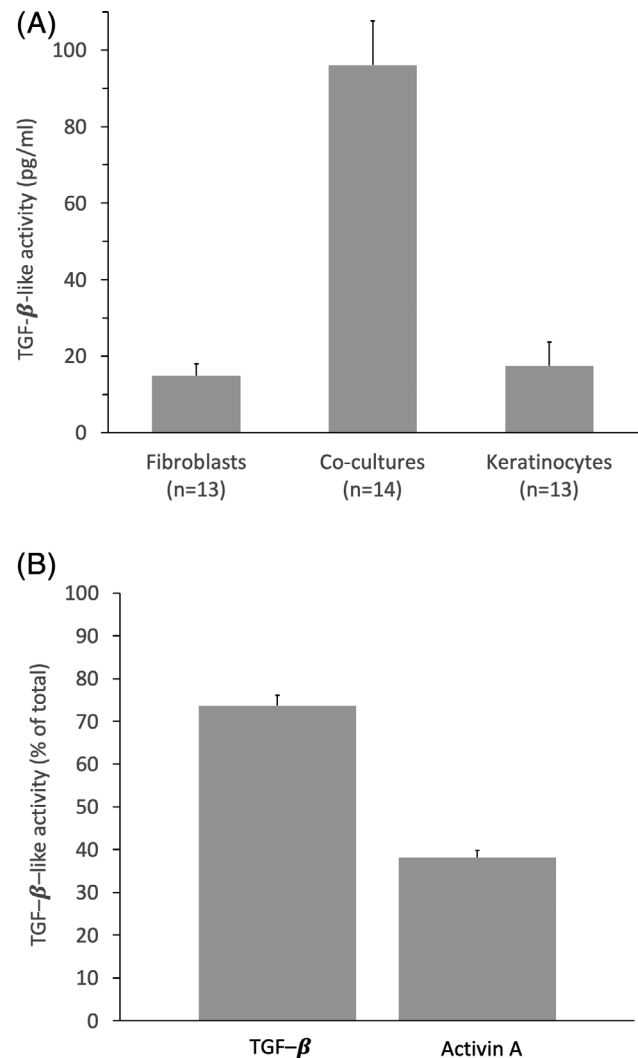 (A)
TGF-β-like activity (pg/ml)
100
80
60
40
20
0
Fibroblasts
(n=13)
Co-cultures
(n=14)
Keratinocytes
(n=13)
(B)
TGF–β–like activity (% of total)
100
90
80
70
60
50
40
30
20
10
0
TGF–β
Activin A